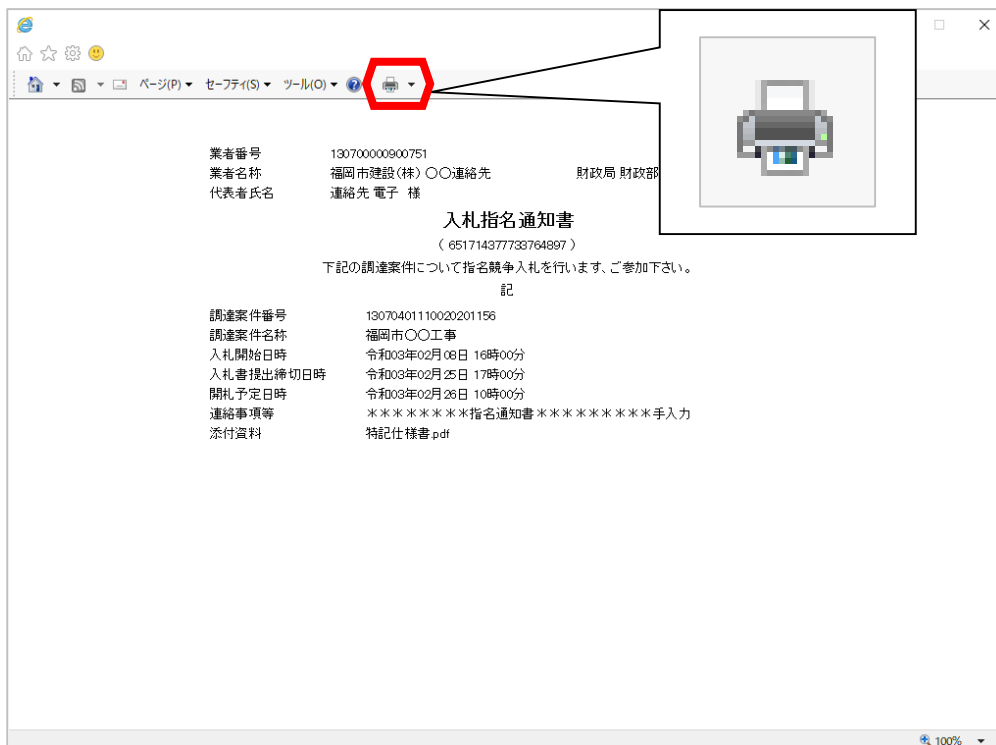 ページ(P) セーフティ(S) ツール(O)
業者番号 130700000900751
業者名称 福岡市建設(株) 〇〇連絡先 財政局 財政部
代表者氏名 連絡先 電子 様
入札指名通知書
( 651714377733764897 )
下記の調達案件について指名競争入札を行います、ご参加下さい。
記
調達案件番号 13070401110020201156
調達案件名称 福岡市〇〇工事
入札開始日時 令和03年02月08日 16時00分
入札書提出締切日時 令和03年02月25日 17時00分
開札予定日時 令和03年02月26日 10時00分
連絡事項等 ********指名通知書*********手入力
添付資料 特記仕様書.pdf
100%